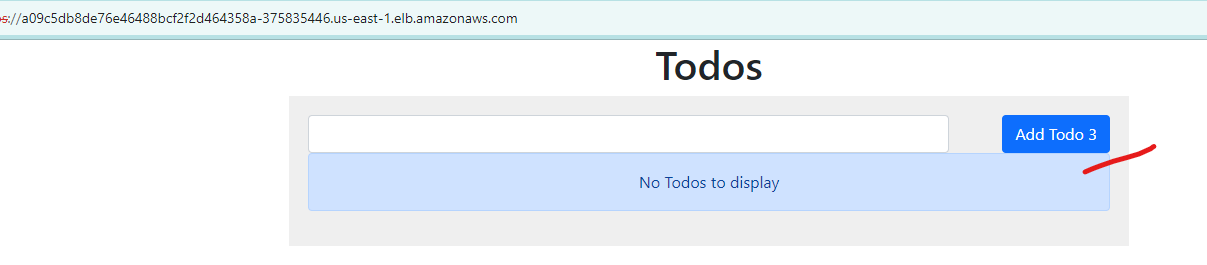 s://a09c5db8de76e46488bcf2f2d464358a-375835446.us-east-1.elb.amazonaws.com
Todos
Add Todo 3
No Todos to display